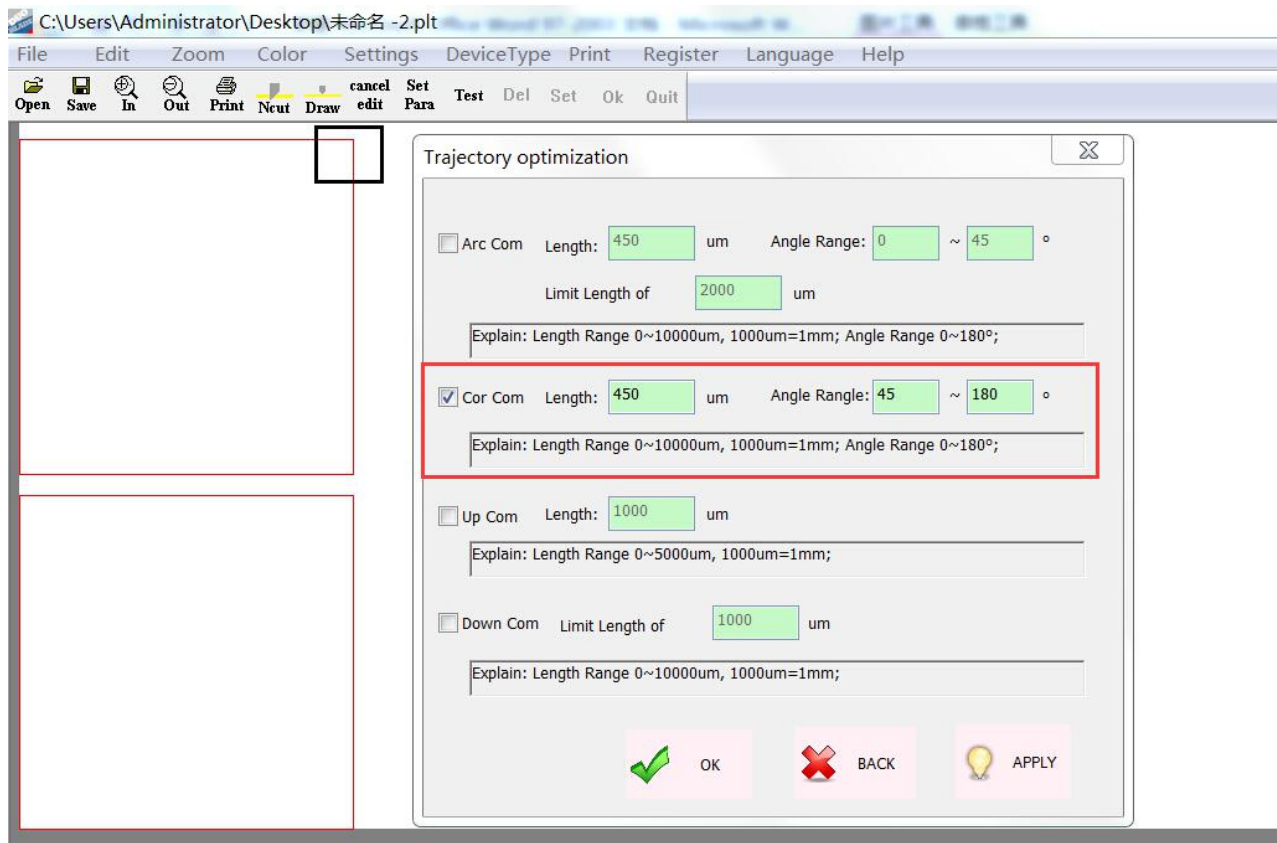 C:\Users\Administrator\Desktop\未命名 -2.plt
File Edit Zoom Color Settings DeviceType Print Register Language Help
Open Save In Out Print Ncut Draw cancel edit Set Para Test Del Set Ok Quit
Trajectory optimization
Arc Com Length: 450 um Angle Range: 0 ~ 45 °
Limit Length of 2000 um
Explain: Length Range 0~10000um, 1000um=1mm; Angle Range 0~180º;
Cor Com Length: 450 um Angle Rangle: 45 ~ 180 °
Explain: Length Range 0~10000um, 1000um=1mm; Angle Range 0~180º;
Up Com Length: 1000 um
Explain: Length Range 0~5000um, 1000um=1mm;
Down Com Limit Length of 1000 um
Explain: Length Range 0~10000um, 1000um=1mm;
OK BACK APPLY